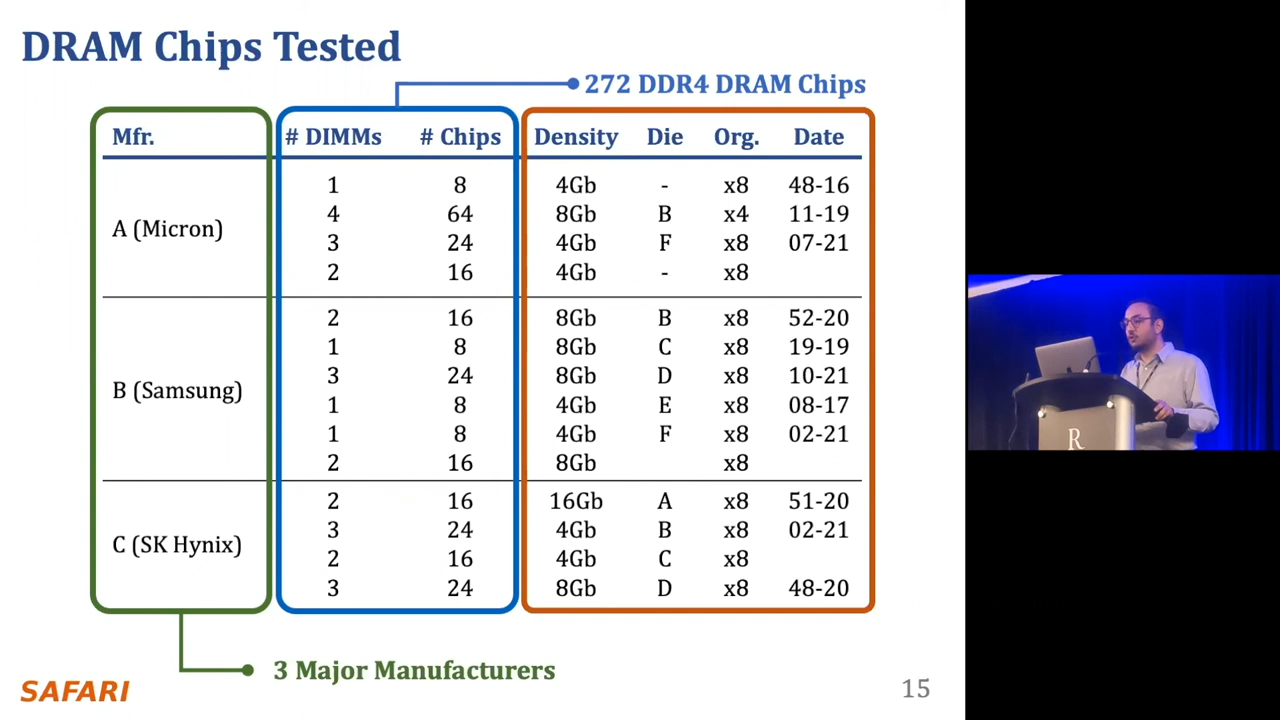 DRAM Chips Tested
272 DDR4 DRAM Chips
Mfr. # DIMMs # Chips Density Die Org. Date
A (Micron)
1 8 4Gb - x8 48-16
4 64 8Gb B x4 11-19
3 24 4Gb F x8 07-21
2 16 4Gb - x8
B (Samsung)
2 16 8Gb B x8 52-20
1 8 8Gb C x8 19-19
3 24 8Gb D x8 10-21
1 8 4Gb E x8 08-17
1 8 4Gb F x8 02-21
2 16 8Gb x8
C (SK Hynix)
2 16 16Gb A x8 51-20
3 24 4Gb B x8 02-21
2 16 4Gb C x8
3 24 8Gb D x8 48-20
3 Major Manufacturers
SAFARI
15
R